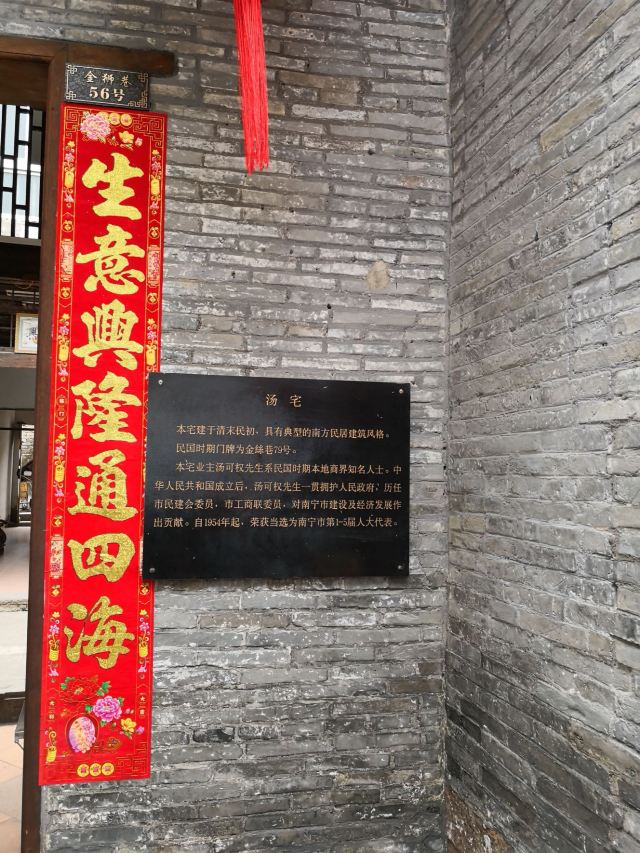 金狮巷
56号
生意興隆通四海
汤宅
本宅建于清末民初，具有典型的南方民居建筑风格。
民国时期门牌为金丝巷79号。
本宅业主汤可权先生系民国时期本地商界知名人士。中
华人民共和国成立后，汤可权先生一贯拥护人民政府，历任
市民建会委员，市工商联委员，对南宁市建设及经济发展作
出贡献。自1954年起，荣获当选为南宁市第1-5届人大代表。